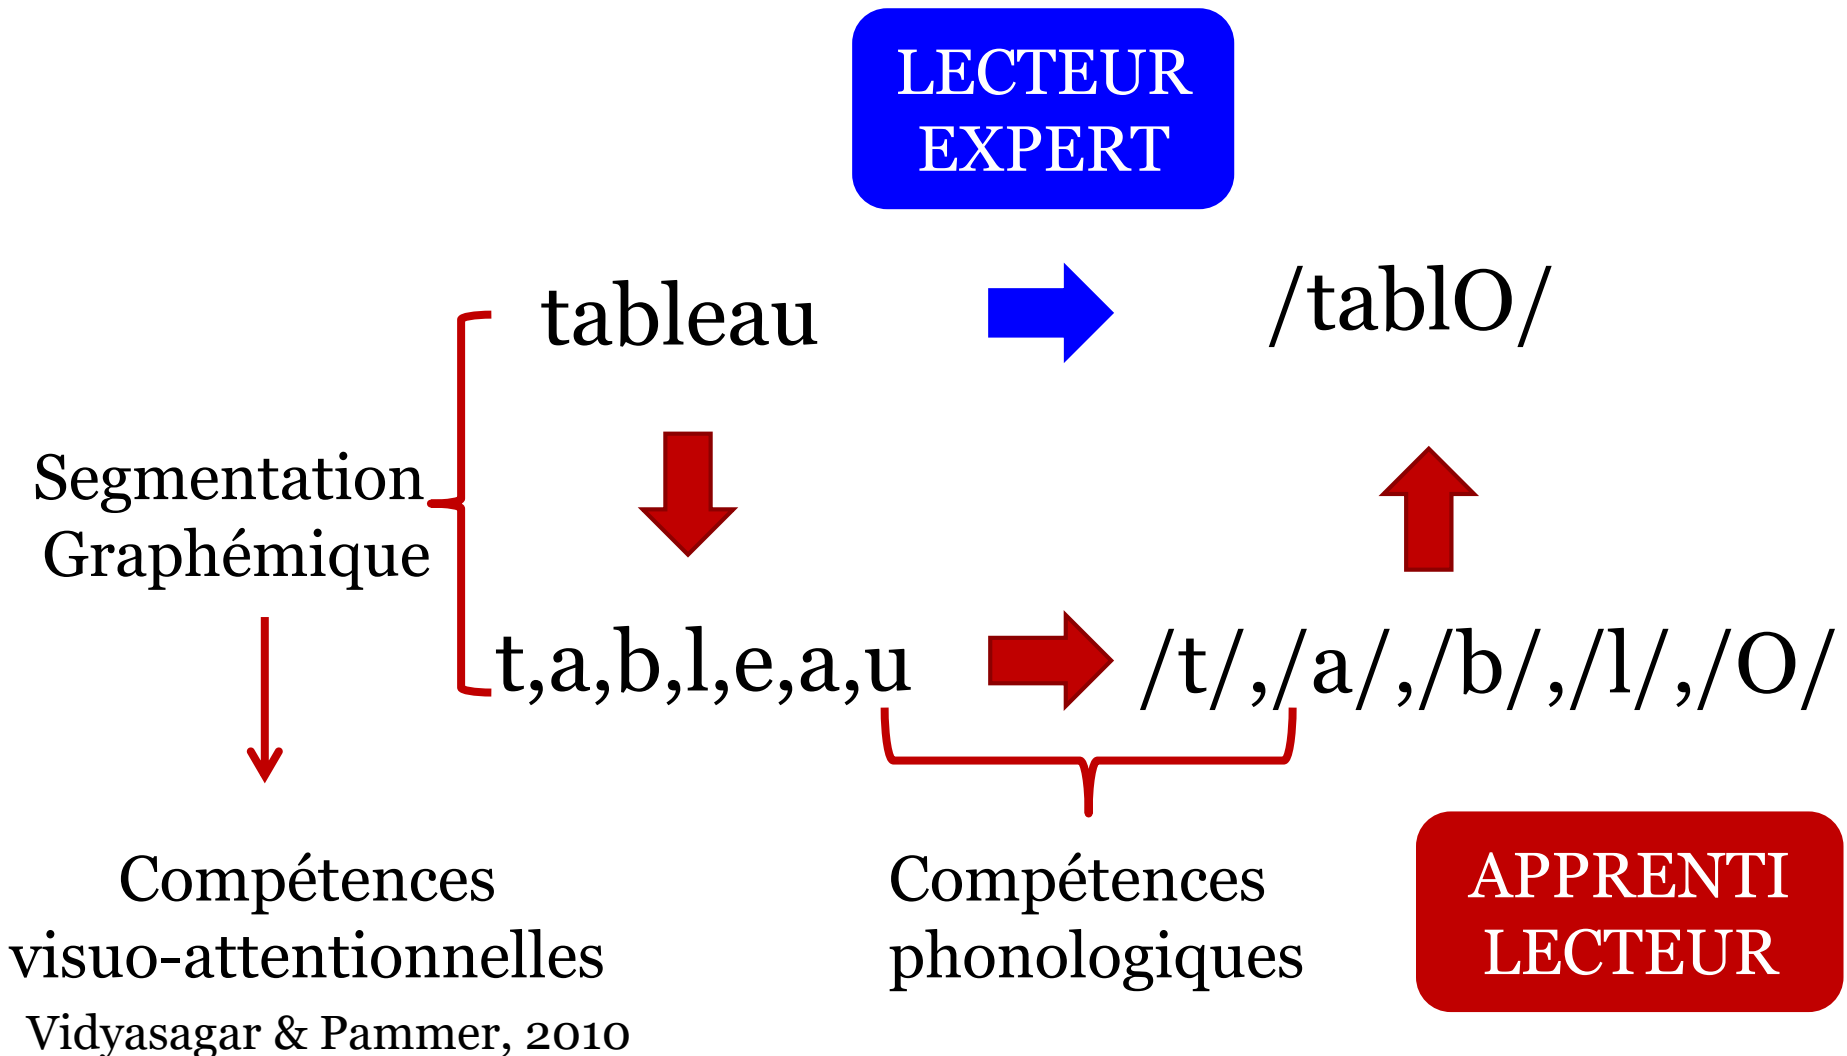 LECTEUR
EXPERT
tableau
/tablO/
Segmentation
Graphémique
t,a,b,l,e,a,u
/t/,/a/,/b/,/l/,/O/
Compétences
visuo-attentionnelles
Vidyasagar & Pammer, 2010
Compétences
phonologiques
APPRENTI
LECTEUR